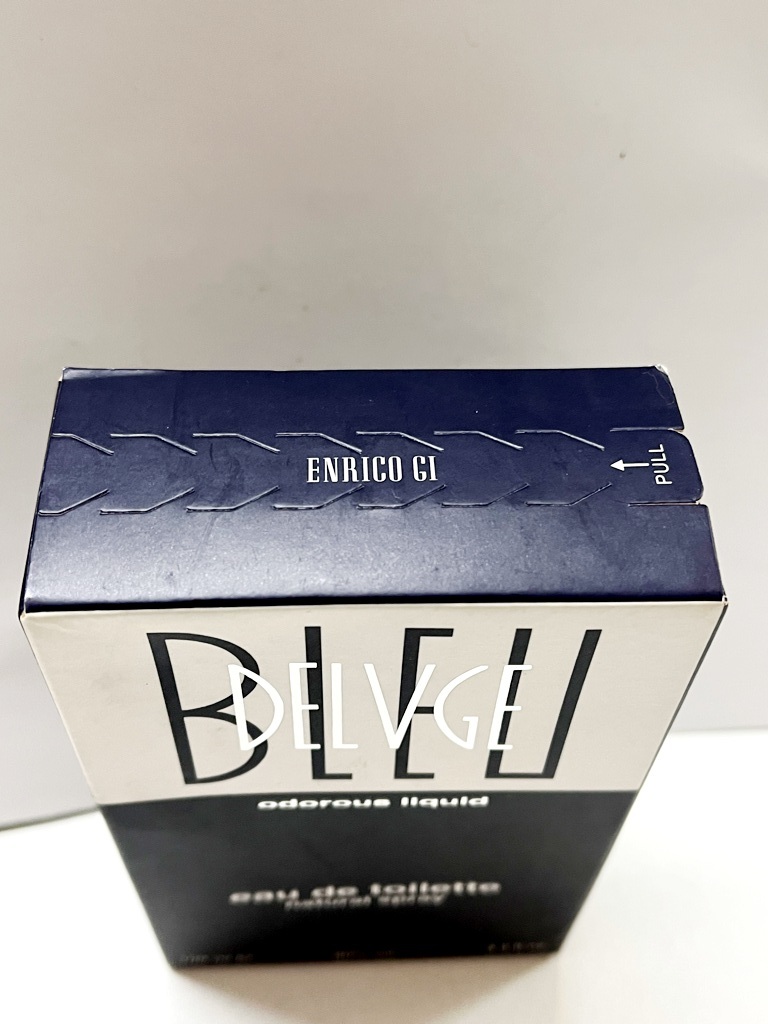 ENRICO GI
PULL
BLEU
DELVGE
odorous liquid
eau de toilette
natural spray